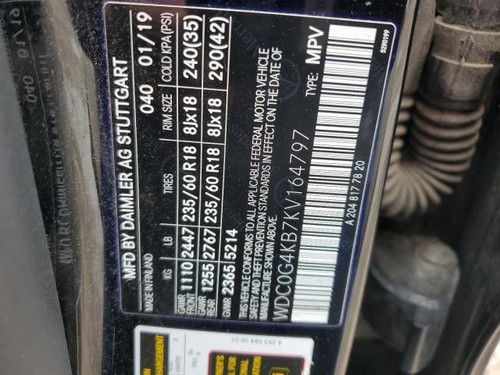 MFD BY DAIMLER AG STUTTGART
MADE IN FINLAND 040 01/19
KG LB TIRES RIM SIZE COLD KPA (PSI)
GAWR FRONT 1110 2447 235/60 R18 8Jx18 240(35)
GAWR REAR 1255 2767 235/60 R18 8Jx18 290(42)
GVWR 2365 5214
THIS VEHICLE CONFORMS TO ALL APPLICABLE FEDERAL MOTOR VEHICLE
SAFETY, BUMPER, AND THEFT PREVENTION STANDARDS IN EFFECT ON THE DATE OF
MANUFACTURE SHOWN ABOVE.
TYPE: MPV
WDC0G4KB7KV164797
A 204 817 78 20